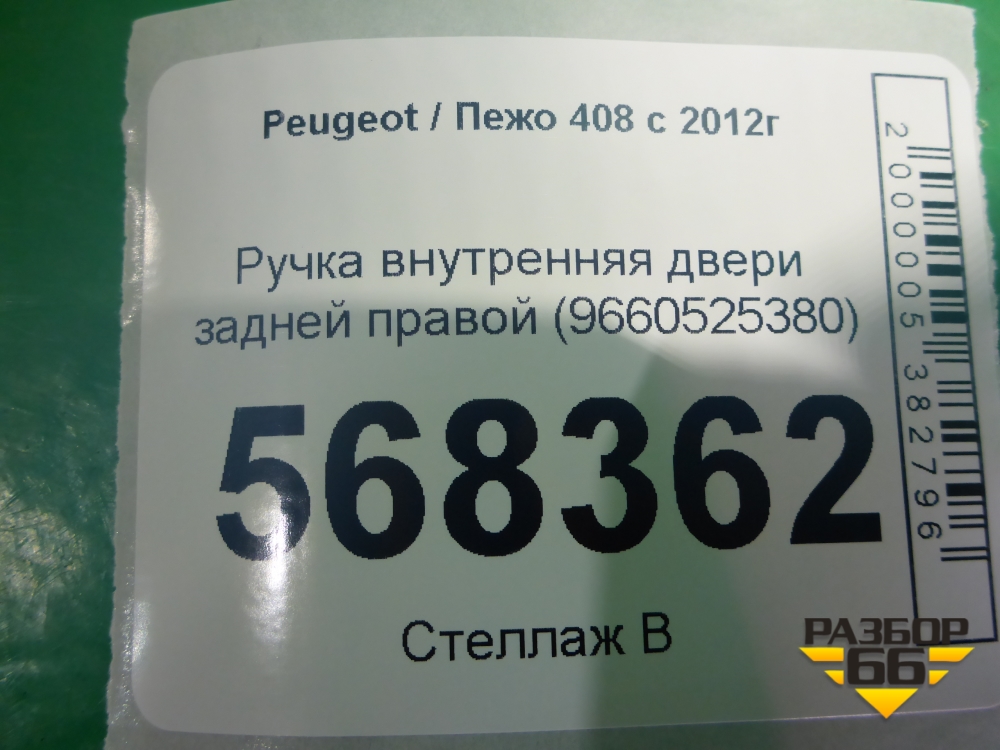 Peugeot / Пежо 408 с 2012г
Ручка внутренняя двери
задней правой (9660525380)
568362
Стеллаж В
2000005382796
РАЗБОР
66